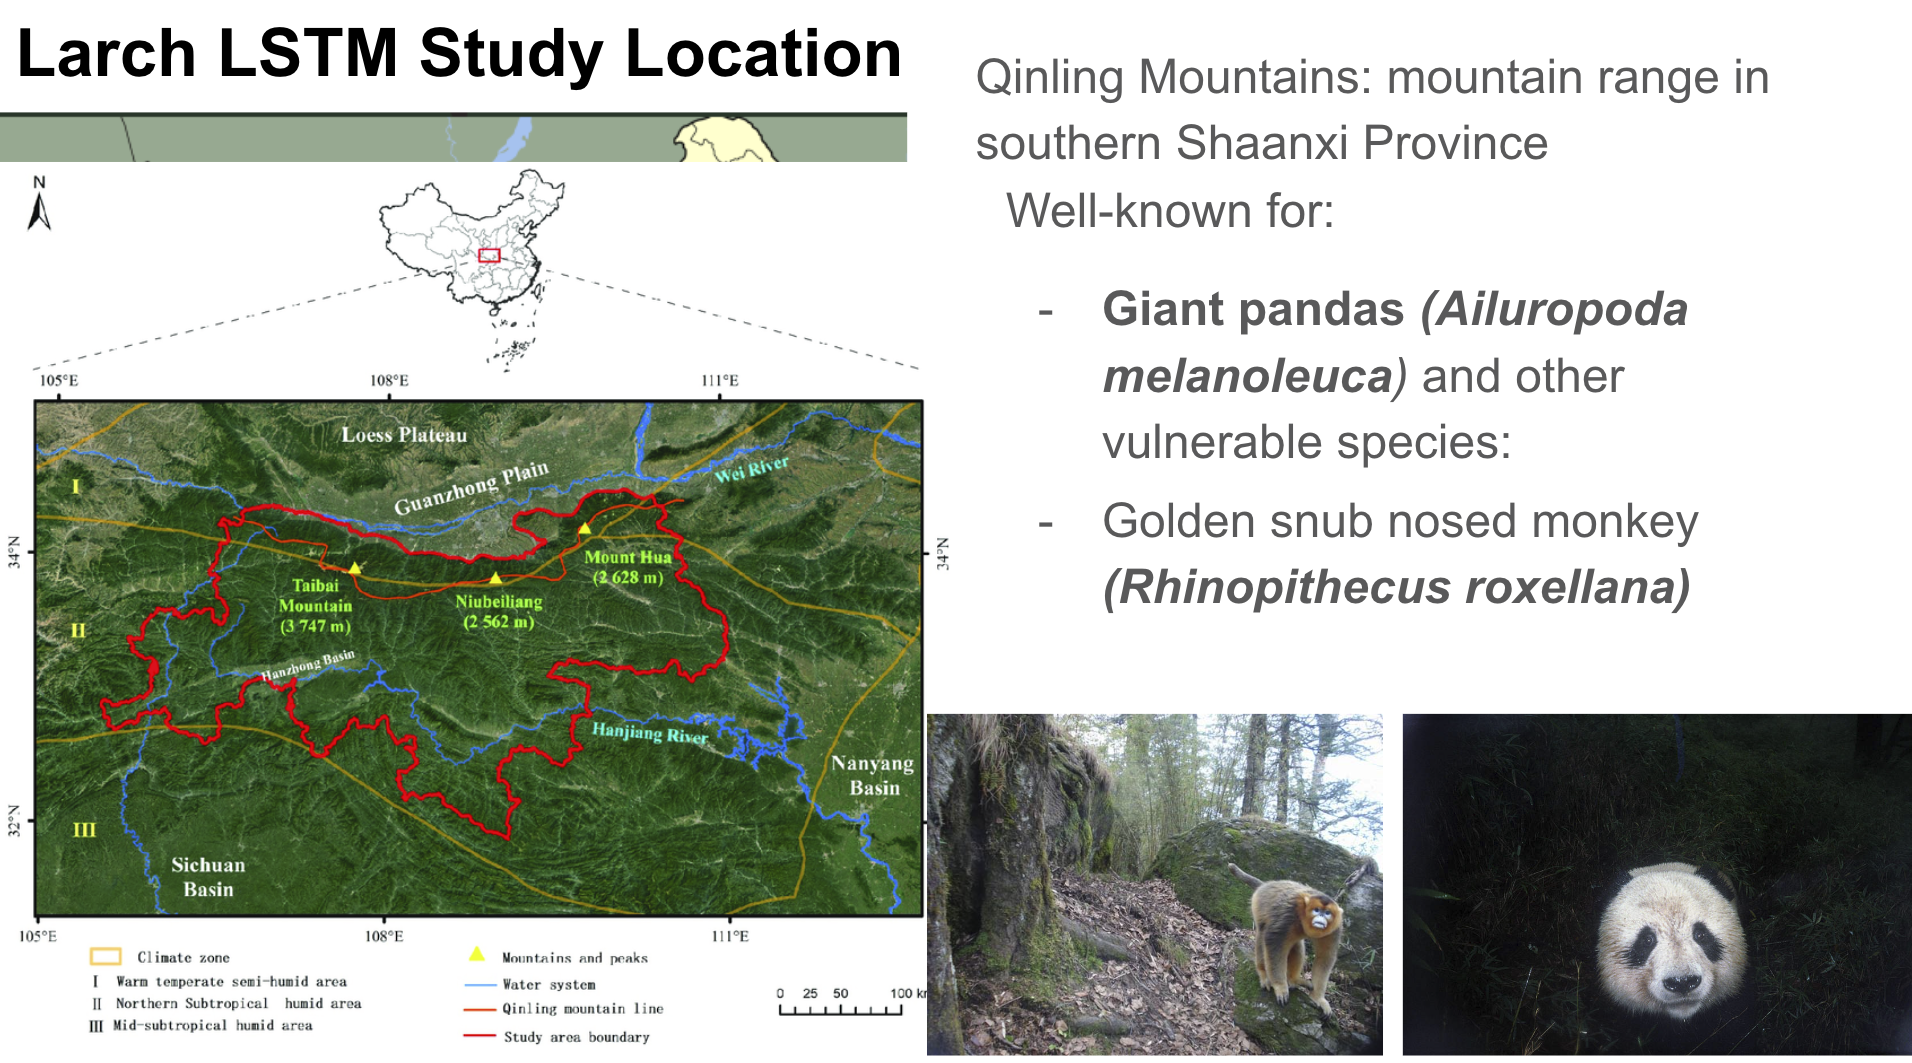 Larch LSTM Study Location
Qinling Mountains: mountain range in
southern Shaanxi Province
Well-known for:
- Giant pandas (Ailuropoda
melanoleuca) and other
vulnerable species:
- Golden snub nosed monkey
(Rhinopithecus roxellana)
N
105°E 108°E 111°E
Loess Plateau
Guanzhong Plain
Wei River
I
34°N
34°N
Mount Hua
(2 628 m)
Taibai
Mountain
(3 747 m)
Niubeiliang
(2 562 m)
II
Hanzhong Basin
Hanjiang River
Nanyang
Basin
32°N
III
Sichuan
Basin
105°E 108°E 111°E
Climate zone
I Warm temperate semi-humid area
II Northern Subtropical humid area
III Mid-subtropical humid area
Mountains and peaks
Water system
Qinling mountain line
Study area boundary
0 25 50 100 k